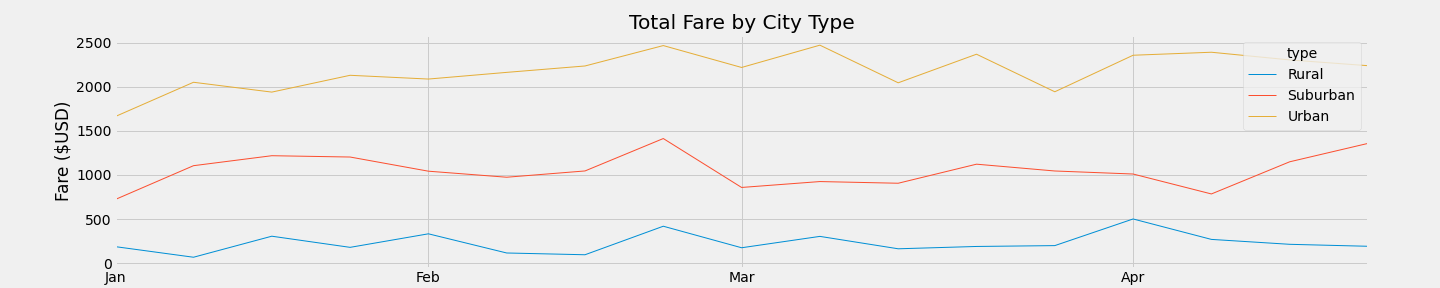 Total Fare by City Type
Fare ($USD)
2500
2000
1500
1000
500
0
Jan
Feb
Mar
Apr
type
Rural
Suburban
Urban